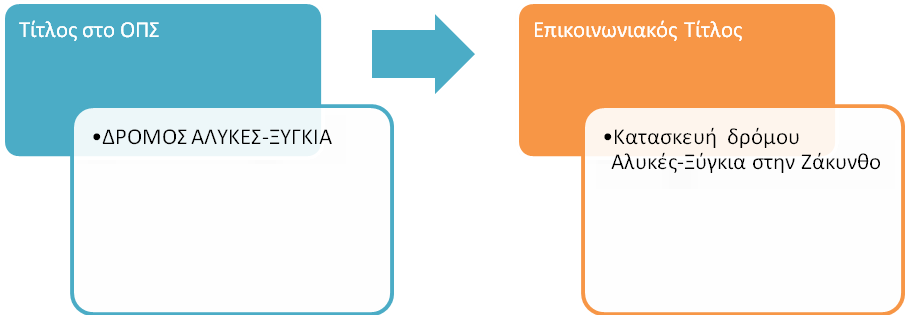 Τίτλος στο ΟΠΣ
•ΔΡΟΜΟΣ ΑΛΥΚΕΣ-ΞΥΓΚΙΑ
Επικοινωνιακός Τίτλος
•Κατασκευή δρόμου
Αλυκές-Ξύγκια στην Ζάκυνθο